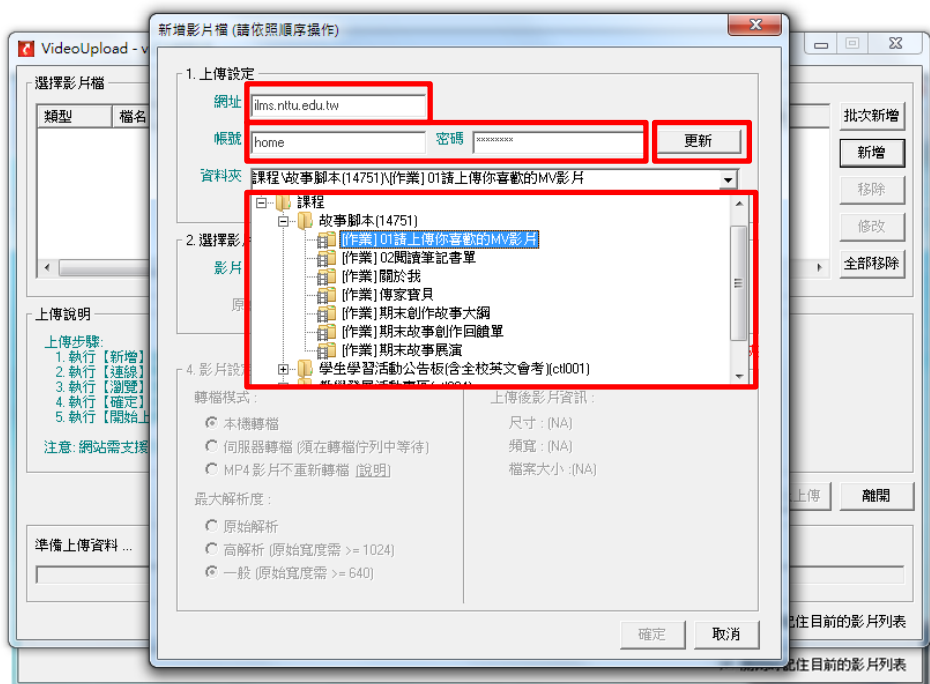 新增影片檔 (請依照順序操作)
VideoUpload - v
選擇影片檔
類型 檔名
批次新增
新增
移除
修改
全部移除
1. 上傳設定
網址 ilms.nttu.edu.tw
帳號 home 密碼 ******** 更新
資料夾 課程\故事腳本(14751)\[作業] 01請上傳你喜歡的MV影片
課程
故事腳本(14751)
[作業] 01請上傳你喜歡的MV影片
[作業] 02閱讀筆記書單
[作業] 關於我
[作業] 傳家寶貝
[作業] 期末創作故事大綱
[作業] 期末故事創作回饋單
[作業] 期末故事展演
學生學習活動公告板(含全校英文會考)(ctl001)
2. 選擇影
影片
原
上傳說明
上傳步驟:
1. 執行【新增】
2. 執行【連線】
3. 執行【瀏覽】
4. 執行【確定】
5. 執行【開始上
注意: 網站需支援
4. 影片設
轉檔模式 :
本機轉檔
伺服器轉檔 (須在轉檔佇列中等待)
MP4 影片不重新轉檔 (說明)
最大解析度 :
原始解析
高解析 (原始寬度需 >= 1024)
一般 (原始寬度需 >= 640)
上傳後影片資訊 :
尺寸 : (NA)
頻寬 : (NA)
檔案大小 :(NA)
上傳 離開
準備上傳資料 ...
確定 取消
住目前的影片列表
記住目前的影片列表